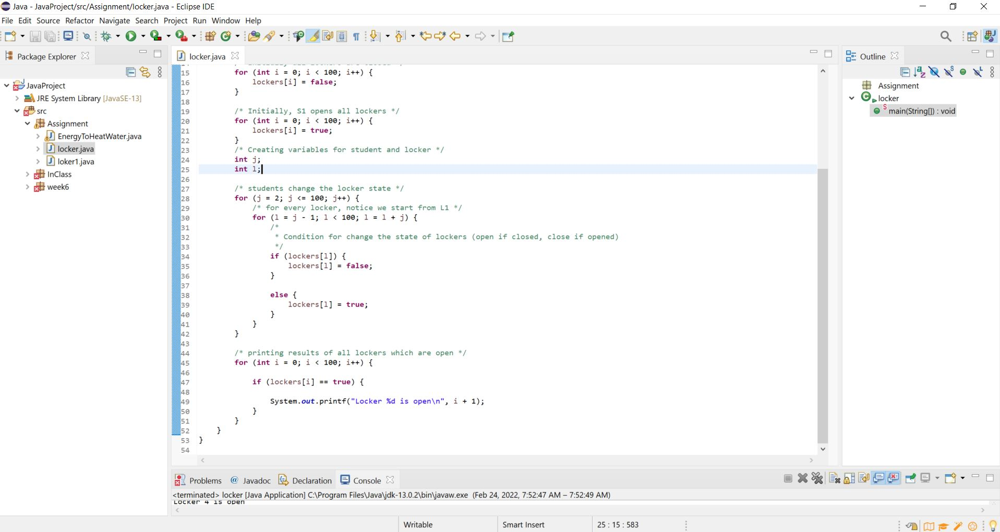 Java - JavaProject/src/Assignment/locker.java - Eclipse IDE
File Edit Source Refactor Navigate Search Project Run Window Help
Package Explorer
JavaProject
JRE System Library [JavaSE-13]
src
Assignment
EnergyToHeatWater.java
locker.java
loker1.java
InClass
week6
locker.java
15 for (int i = 0; i < 100; i++) {
16 lockers[i] = false;
17 }
18
19 /* Initially, S1 opens all lockers */
20 for (int i = 0; i < 100; i++) {
21 lockers[i] = true;
22 }
23 /* Creating variables for student and locker */
24 int j;
25 int l;
26
27 /* students change the locker state */
28 for (j = 2; j <= 100; j++) {
29 /* for every locker, notice we start from L1 */
30 for (l = j - 1; l < 100; l = l + j) {
31 /*
32 * Condition for change the state of lockers (open if closed, close if opened)
33 */
34 if (lockers[l]) {
35 lockers[l] = false;
36 }
37
38 else {
39 lockers[l] = true;
40 }
41 }
42 }
43
44 /* printing results of all lockers which are open */
45 for (int i = 0; i < 100; i++) {
46
47 if (lockers[i] == true) {
48
49 System.out.printf("Locker %d is open\n", i + 1);
50 }
51 }
52 }
53 }
54
Outline
Assignment
locker
main(String[]) : void
Problems @ Javadoc Declaration Console
<terminated> locker [Java Application] C:\Program Files\Java\jdk-13.0.2\bin\javaw.exe (Feb 24, 2022, 7:52:47 AM – 7:52:49 AM)
Locker 4 is open
Writable Smart Insert 25 : 15 : 583